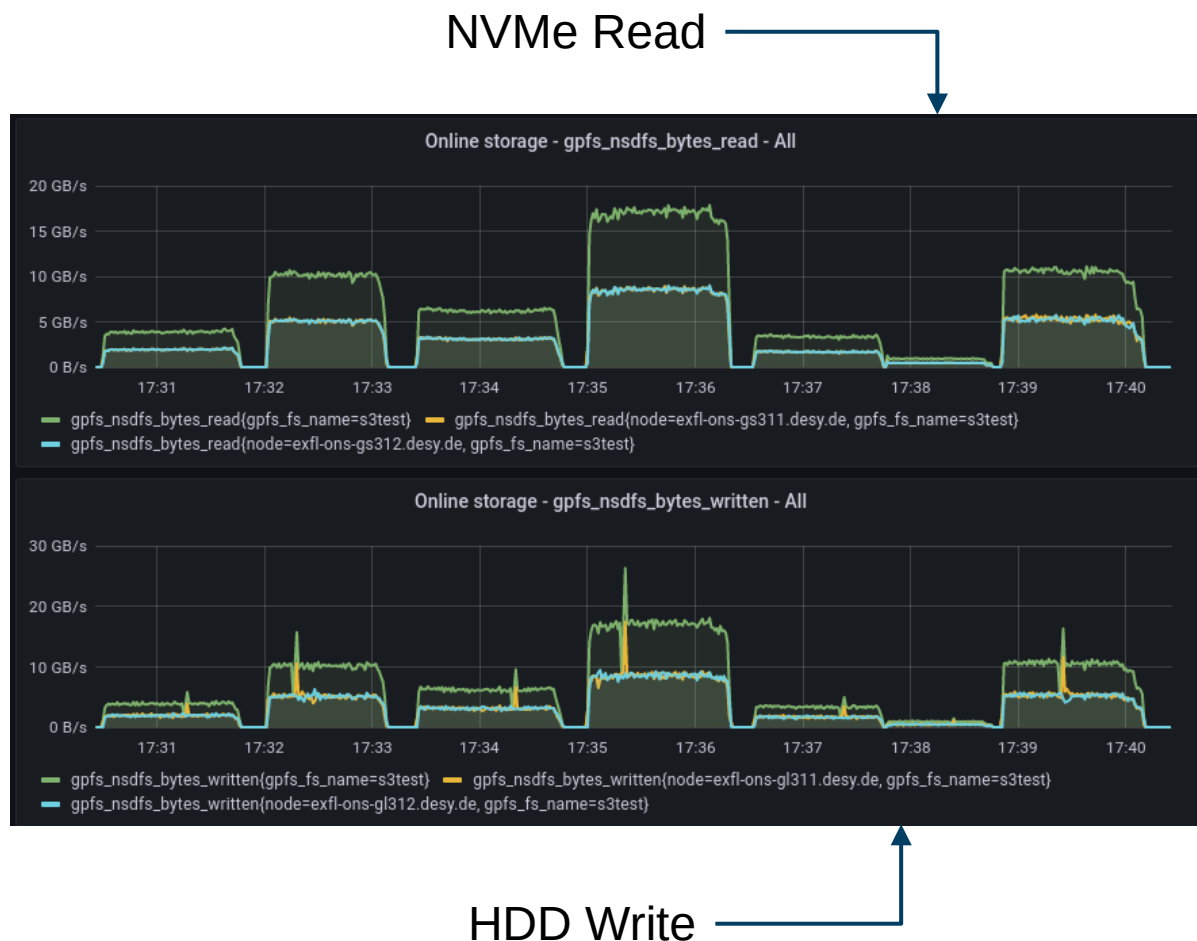 NVMe Read
Online storage - gpfs_nsdfs_bytes_read - All
20 GB/s
15 GB/s
10 GB/s
5 GB/s
0 B/s
17:31 17:32 17:33 17:34 17:35 17:36 17:37 17:38 17:39 17:40
gpfs_nsdfs_bytes_read{gpfs_fs_name=s3test} gpfs_nsdfs_bytes_read{node=exfl-ons-gs311.desy.de, gpfs_fs_name=s3test}
gpfs_nsdfs_bytes_read{node=exfl-ons-gs312.desy.de, gpfs_fs_name=s3test}
Online storage - gpfs_nsdfs_bytes_written - All
30 GB/s
20 GB/s
10 GB/s
0 B/s
17:31 17:32 17:33 17:34 17:35 17:36 17:37 17:38 17:39 17:40
gpfs_nsdfs_bytes_written{gpfs_fs_name=s3test} gpfs_nsdfs_bytes_written{node=exfl-ons-gl311.desy.de, gpfs_fs_name=s3test}
gpfs_nsdfs_bytes_written{node=exfl-ons-gl312.desy.de, gpfs_fs_name=s3test}
HDD Write